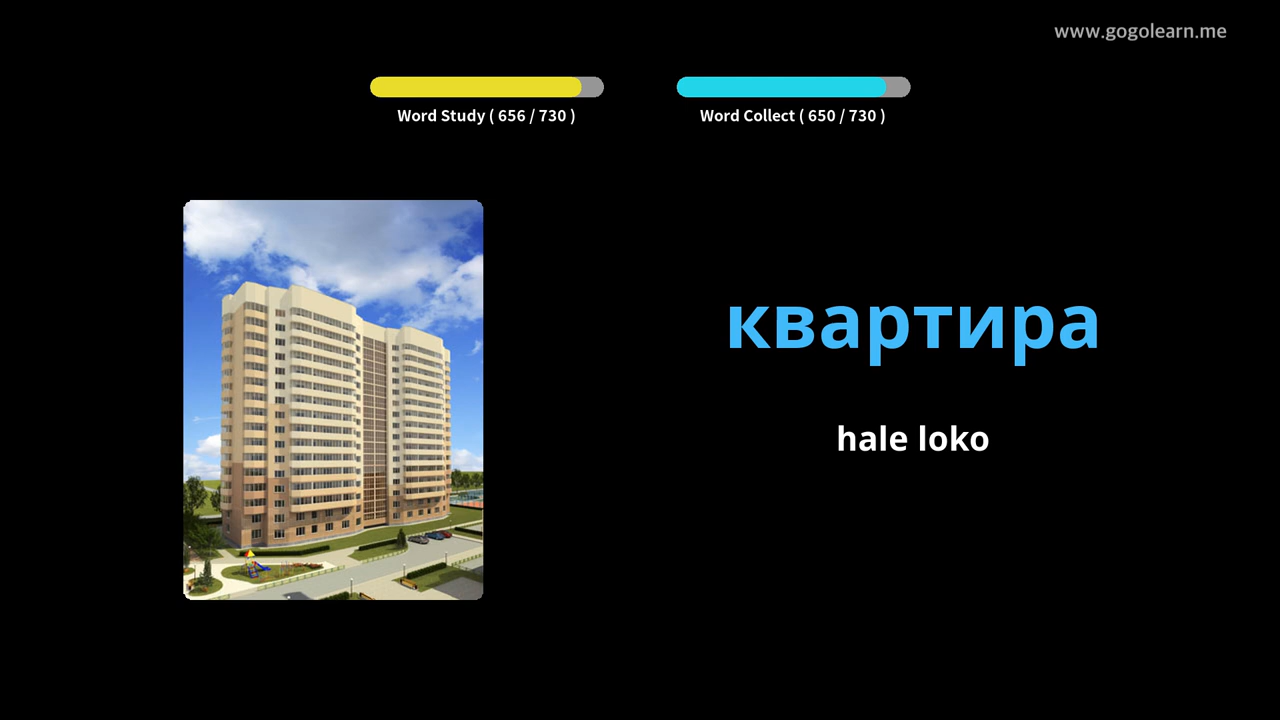 www.gogolearn.me
Word Study ( 656 / 730 )
Word Collect ( 650 / 730 )
квартира
hale loko